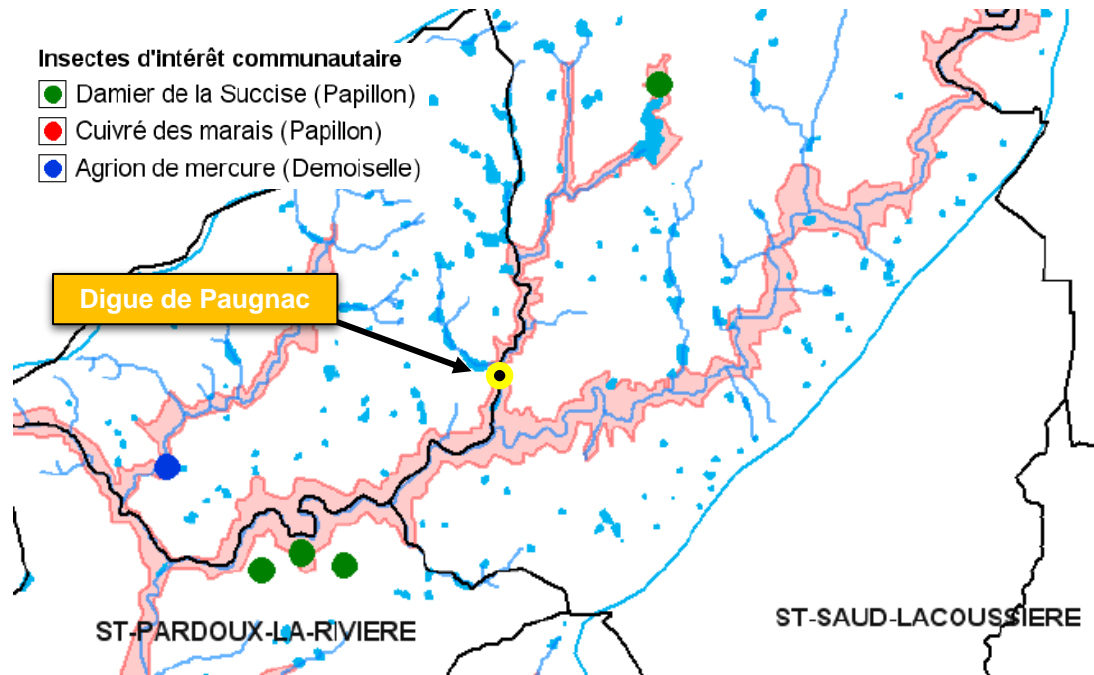 Insectes d'intérêt communautaire
Damier de la Succise (Papillon)
Cuivré des marais (Papillon)
Agrion de mercure (Demoiselle)
Digue de Paugnac
ST-PARDOUX-LA-RIVIERE
ST-SAUD-LACOUSSIERE